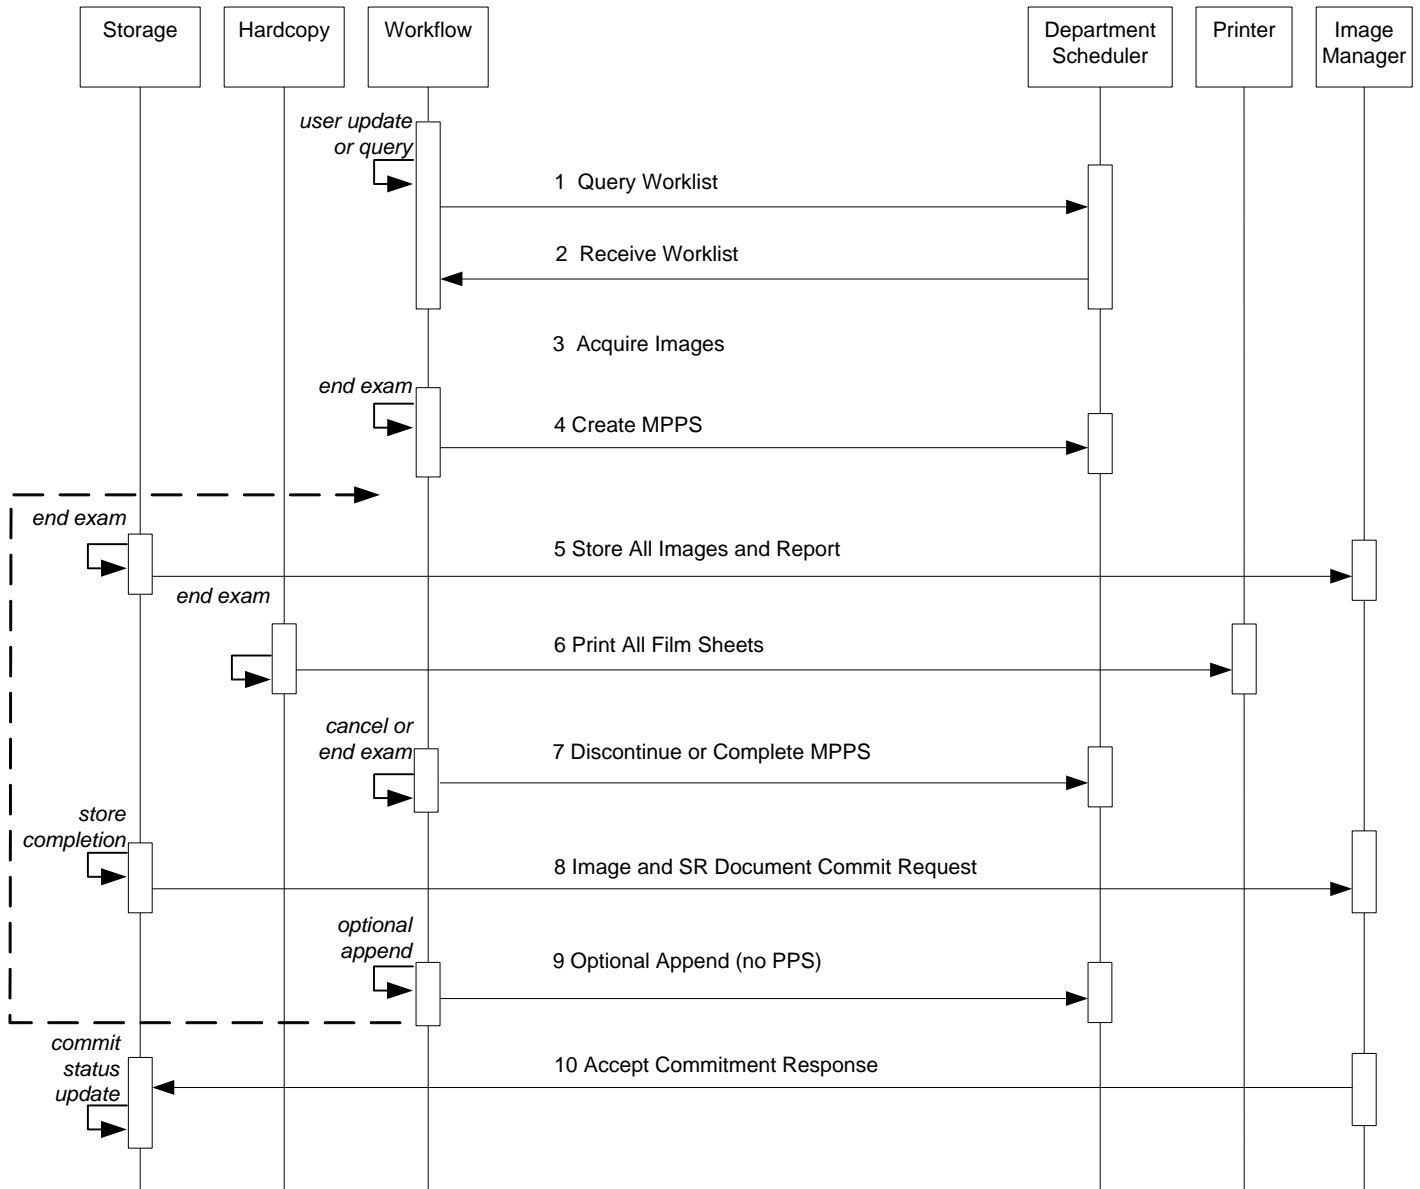 Storage
Hardcopy
Workflow
Department
Scheduler
Printer
Image
Manager
user update
or query
1 Query Worklist
2 Receive Worklist
3 Acquire Images
end exam
4 Create MPPS
end exam
5 Store All Images and Report
end exam
6 Print All Film Sheets
cancel or
end exam
7 Discontinue or Complete MPPS
store
completion
8 Image and SR Document Commit Request
optional
append
9 Optional Append (no PPS)
commit
status
update
10 Accept Commitment Response